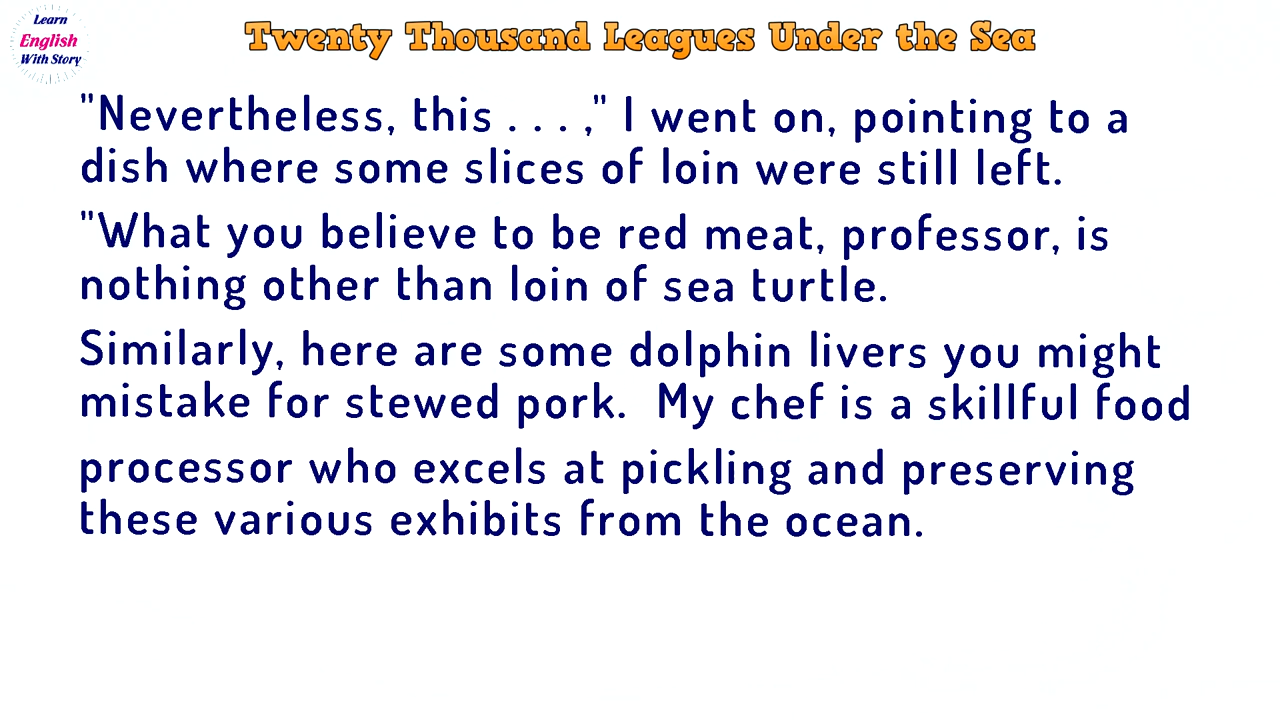 Learn
English
With Story
Twenty Thousand Leagues Under the Sea
"Nevertheless, this . . . ," I went on, pointing to a
dish where some slices of loin were still left.
"What you believe to be red meat, professor, is
nothing other than loin of sea turtle.
Similarly, here are some dolphin livers you might
mistake for stewed pork.  My chef is a skillful food
processor who excels at pickling and preserving
these various exhibits from the ocean.